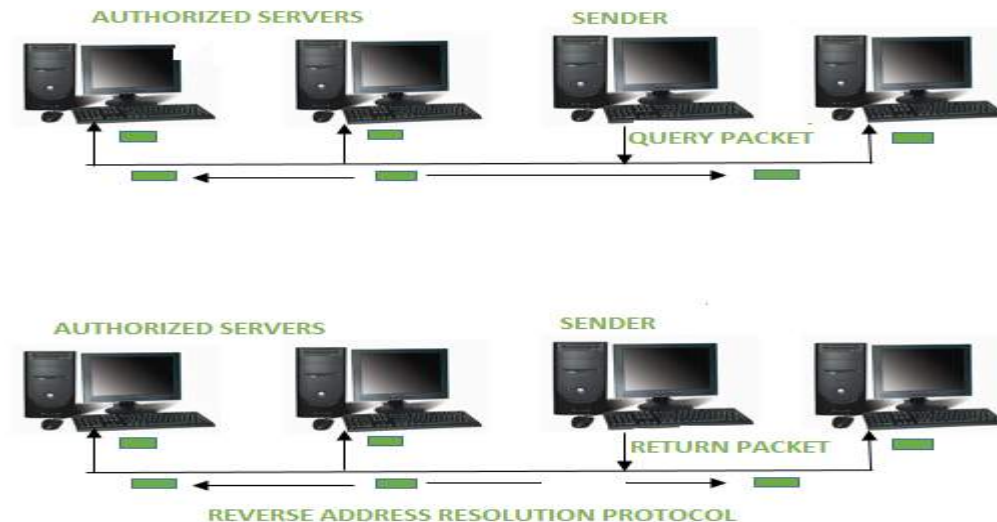 AUTHORIZED SERVERS
SENDER
QUERY PACKET
AUTHORIZED SERVERS
SENDER
RETURN PACKET
REVERSE ADDRESS RESOLUTION PROTOCOL